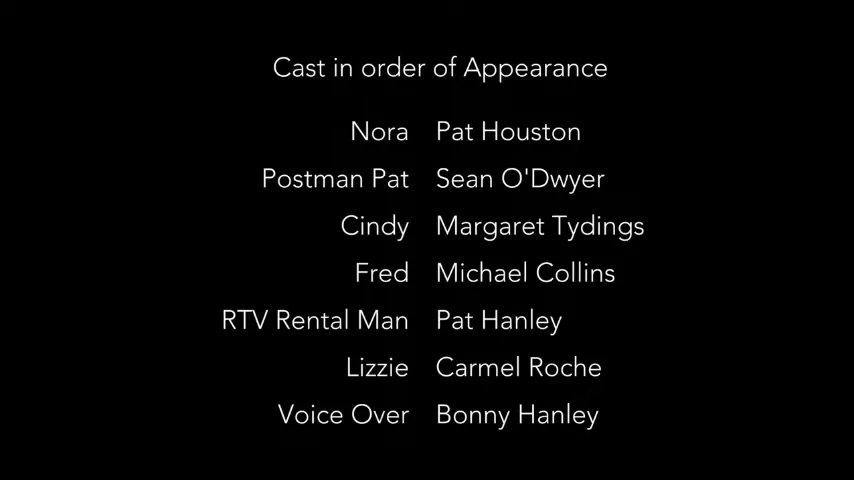 Cast in order of Appearance
Nora Pat Houston
Postman Pat Sean O'Dwyer
Cindy Margaret Tydings
Fred Michael Collins
RTV Rental Man Pat Hanley
Lizzie Carmel Roche
Voice Over Bonny Hanley